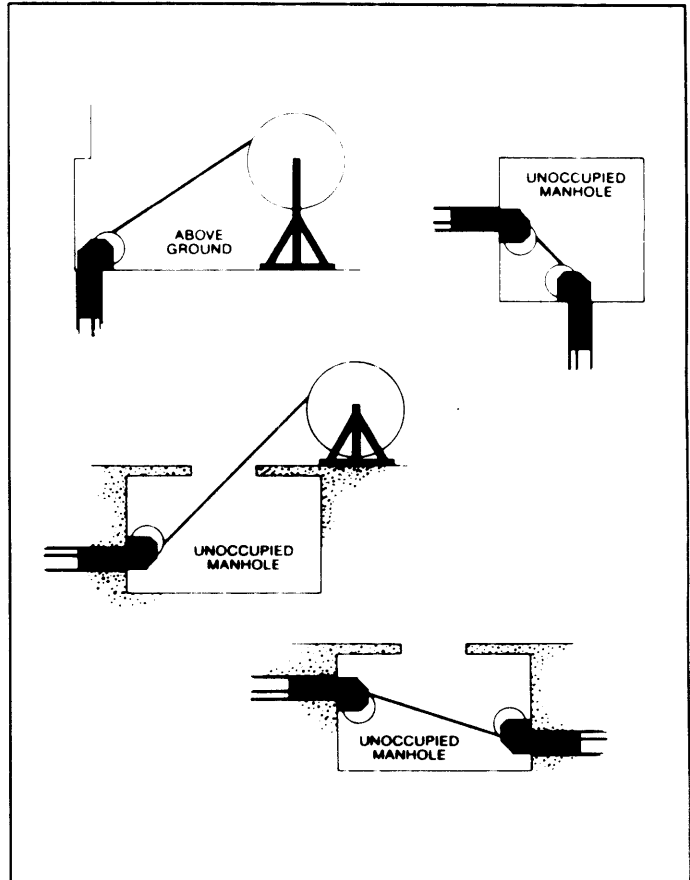 ABOVE
GROUND
UNOCCUPIED
MANHOLE
UNOCCUPIED
MANHOLE
UNOCCUPIED
MANHOLE